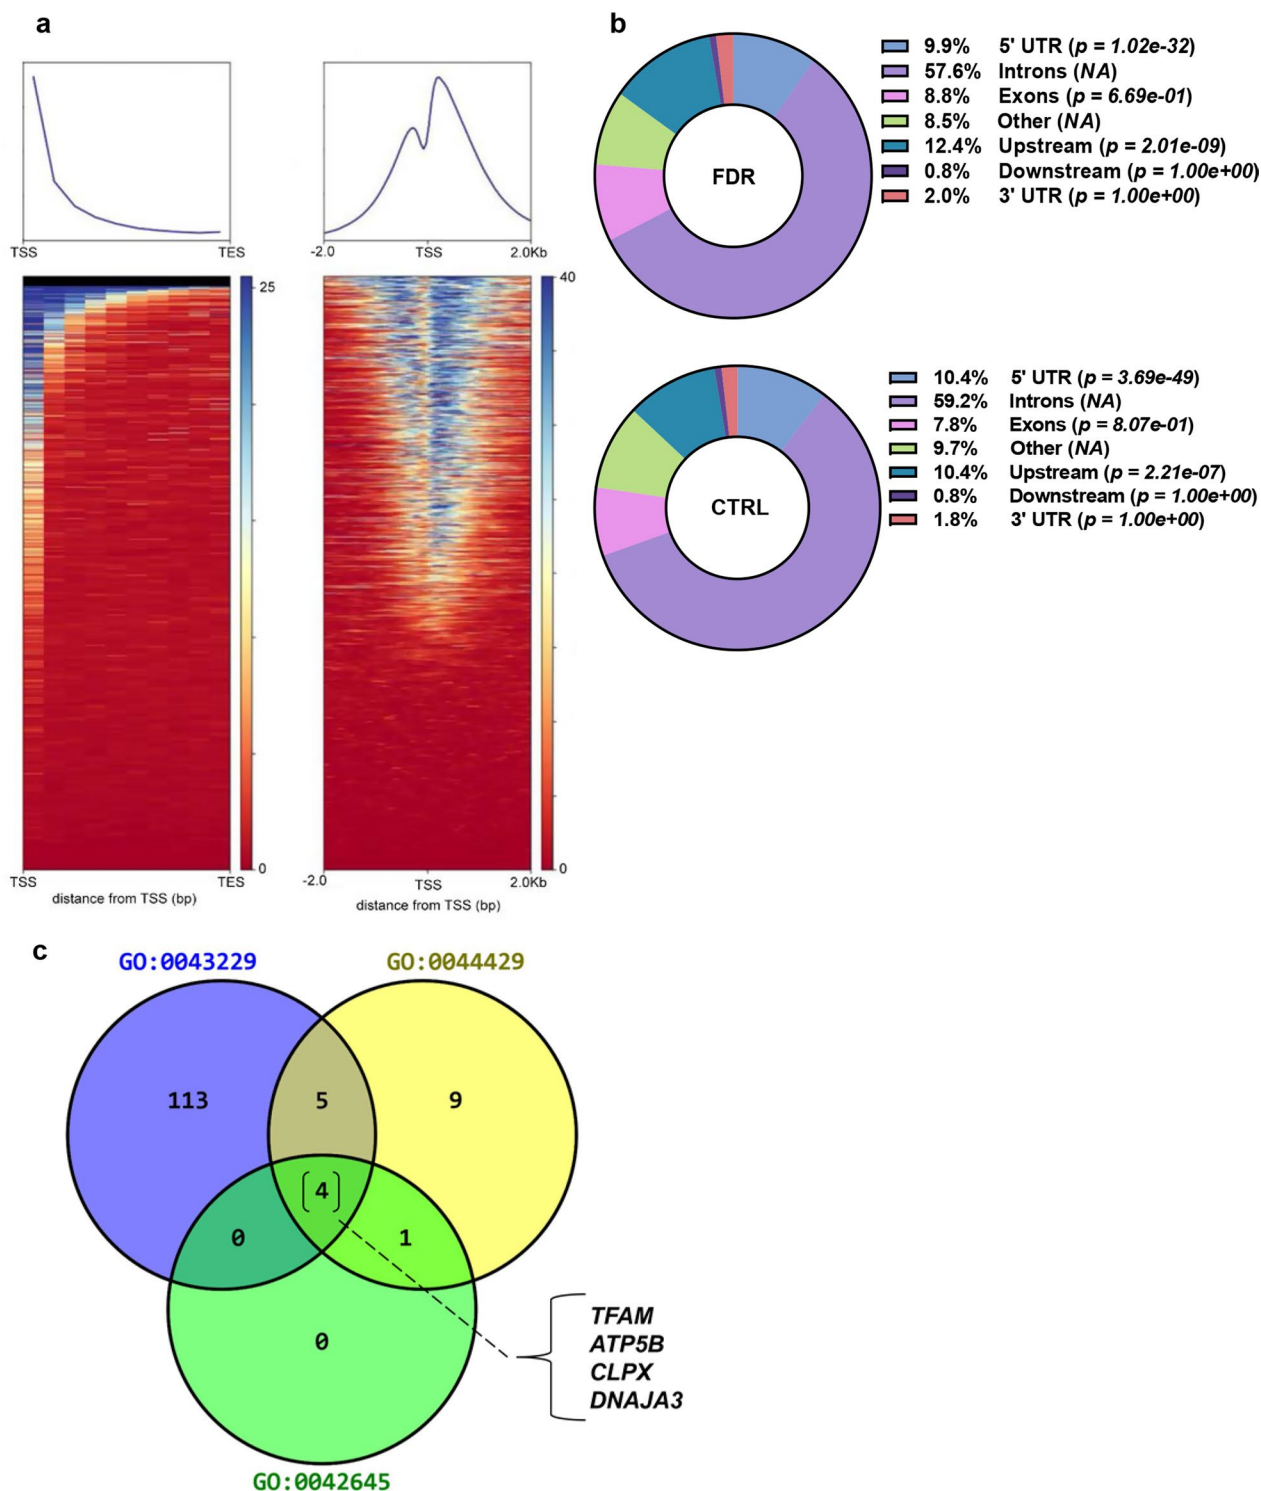 a
TSS TES
-2.0 TSS 2.0Kb
25
0
TSS TES
distance from TSS (bp)
40
0
-2.0 TSS 2.0Kb
distance from TSS (bp)
b
FDR
9.9% 5' UTR (p = 1.02e-32)
57.6% Introns (NA)
8.8% Exons (p = 6.69e-01)
8.5% Other (NA)
12.4% Upstream (p = 2.01e-09)
0.8% Downstream (p = 1.00e+00)
2.0% 3' UTR (p = 1.00e+00)
CTRL
10.4% 5' UTR (p = 3.69e-49)
59.2% Introns (NA)
7.8% Exons (p = 8.07e-01)
9.7% Other (NA)
10.4% Upstream (p = 2.21e-07)
0.8% Downstream (p = 1.00e+00)
1.8% 3' UTR (p = 1.00e+00)
c
GO:0043229 GO:0044429
113 5 9
[4]
0 1
0
TFAM
ATP5B
CLPX
DNAJA3
GO:0042645